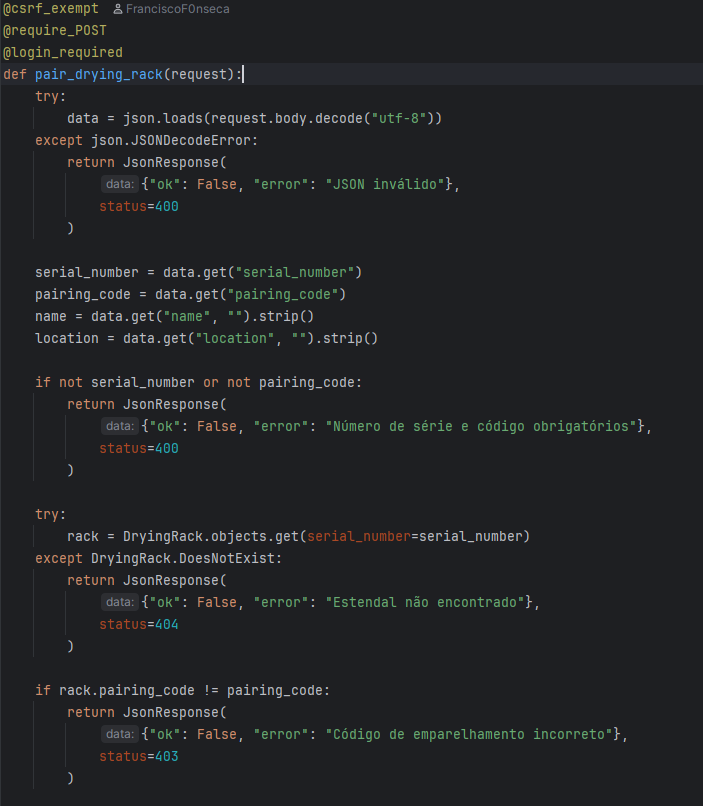 @csrf_exempt FranciscoF0nseca
@require_POST
@login_required
def pair_drying_rack(request):
    try:
        data = json.loads(request.body.decode("utf-8"))
    except json.JSONDecodeError:
        return JsonResponse(
            data: {"ok": False, "error": "JSON inválido"},
            status=400
        )
    serial_number = data.get("serial_number")
    pairing_code = data.get("pairing_code")
    name = data.get("name", "").strip()
    location = data.get("location", "").strip()
    if not serial_number or not pairing_code:
        return JsonResponse(
            data: {"ok": False, "error": "Número de série e código obrigatórios"},
            status=400
        )
    try:
        rack = DryingRack.objects.get(serial_number=serial_number)
    except DryingRack.DoesNotExist:
        return JsonResponse(
            data: {"ok": False, "error": "Estendal não encontrado"},
            status=404
        )
    if rack.pairing_code != pairing_code:
        return JsonResponse(
            data: {"ok": False, "error": "Código de emparelhamento incorreto"},
            status=403
        )